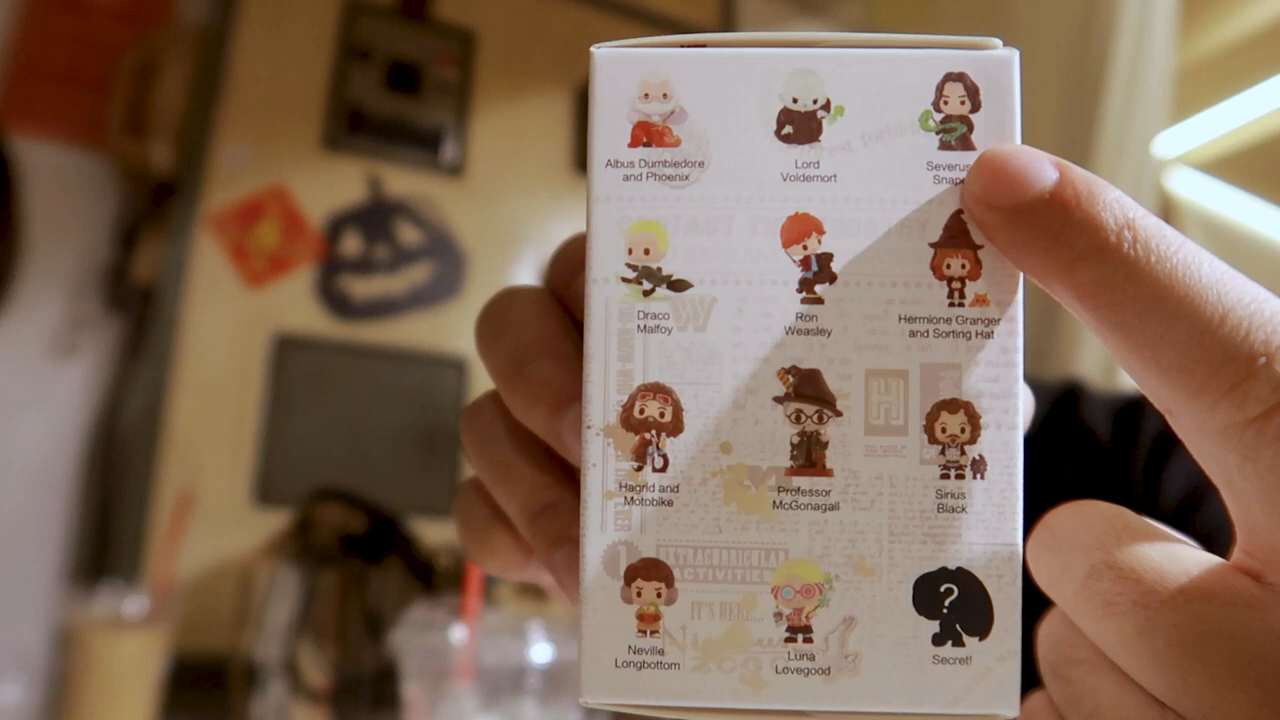 Albus Dumbledore
and Phoenix
Lord
Voldemort
Severus
Draco
Malfoy
Ron
Weasley
Hermione Granger
and Sorting Hat
H
Hagrid and
Motobike
Professor
McGonagall
Sirius
Black
EXTRACURRICULAR
ACTIVITIES
IT'S HERE...
?
Neville
Longbottom
Luna
Lovegood
Secret!